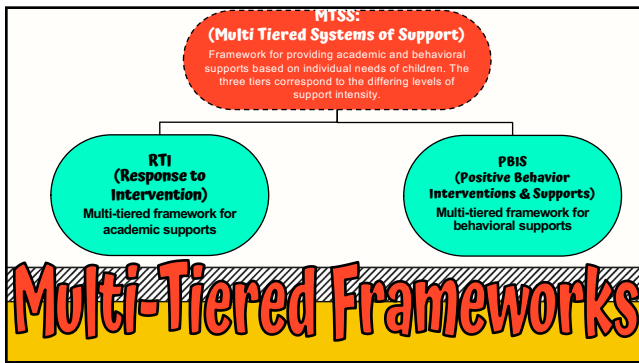 MTSS:
(Multi Tiered Systems of Support)
Framework for providing academic and behavioral
supports based on individual needs of children. The
three tiers correspond to the differing levels of
support intensity.
RTI
(Response to
Intervention)
Multi-tiered framework for
academic supports
PBIS
(Positive Behavior
Interventions & Supports)
Multi-tiered framework for
behavioral supports
Multi-Tiered Frameworks